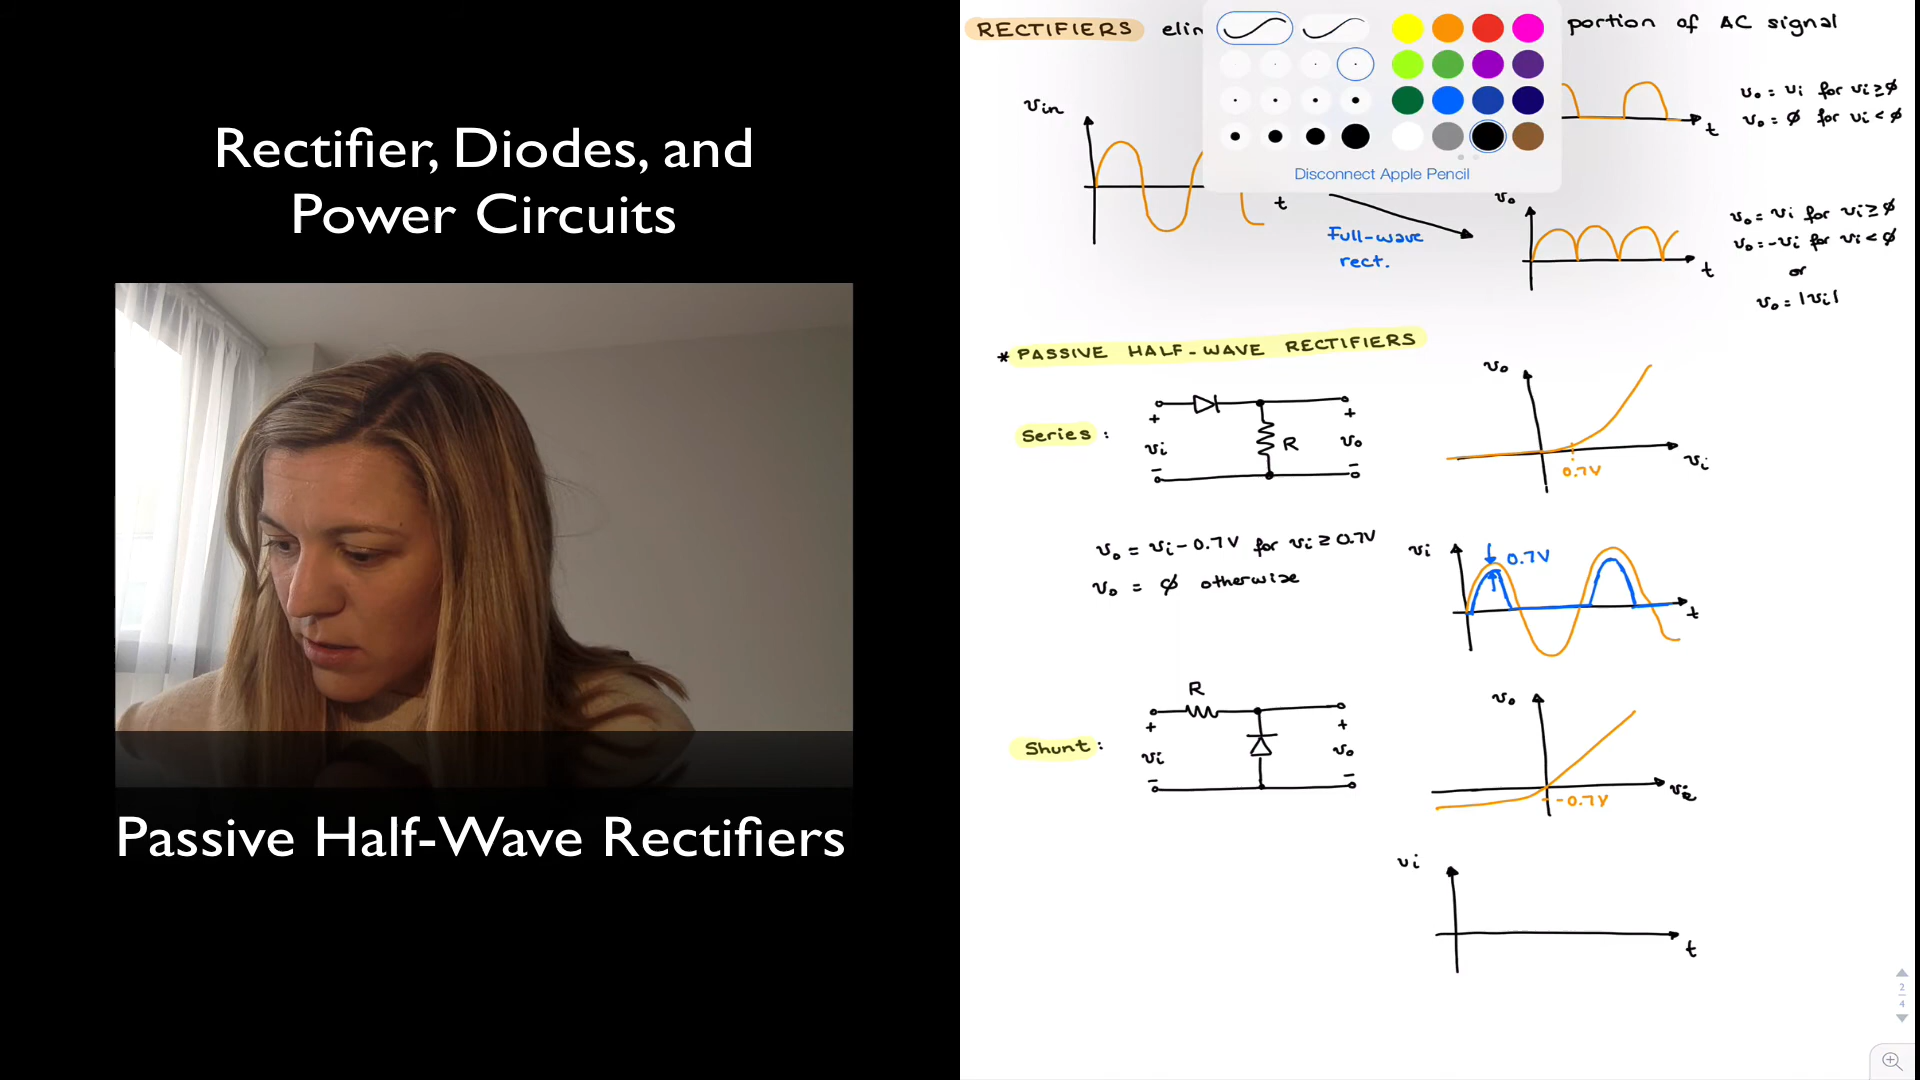 Rectifier, Diodes, and
Power Circuits
Passive Half-Wave Rectifiers
RECTIFIERS elin
portion of AC signal
Disconnect Apple Pencil
vin
t
Full-wave
rect.
t
vo = vi for vi ≥ ϕ
vo = ϕ for vi < ϕ
vo
t
vo = vi for vi ≥ ϕ
vo = -vi for vi < ϕ
or
vo = |vi|
* PASSIVE HALF-WAVE RECTIFIERS
Series :
+
vi
-
R
+
vo
-
vo
vi
0.7V
vo = vi - 0.7V for vi ≥ 0.7V
vo = ϕ otherwise
vi
0.7V
t
Shunt :
R
+
vi
-
+
vo
-
vo
-0.7V
vi
t
2
4